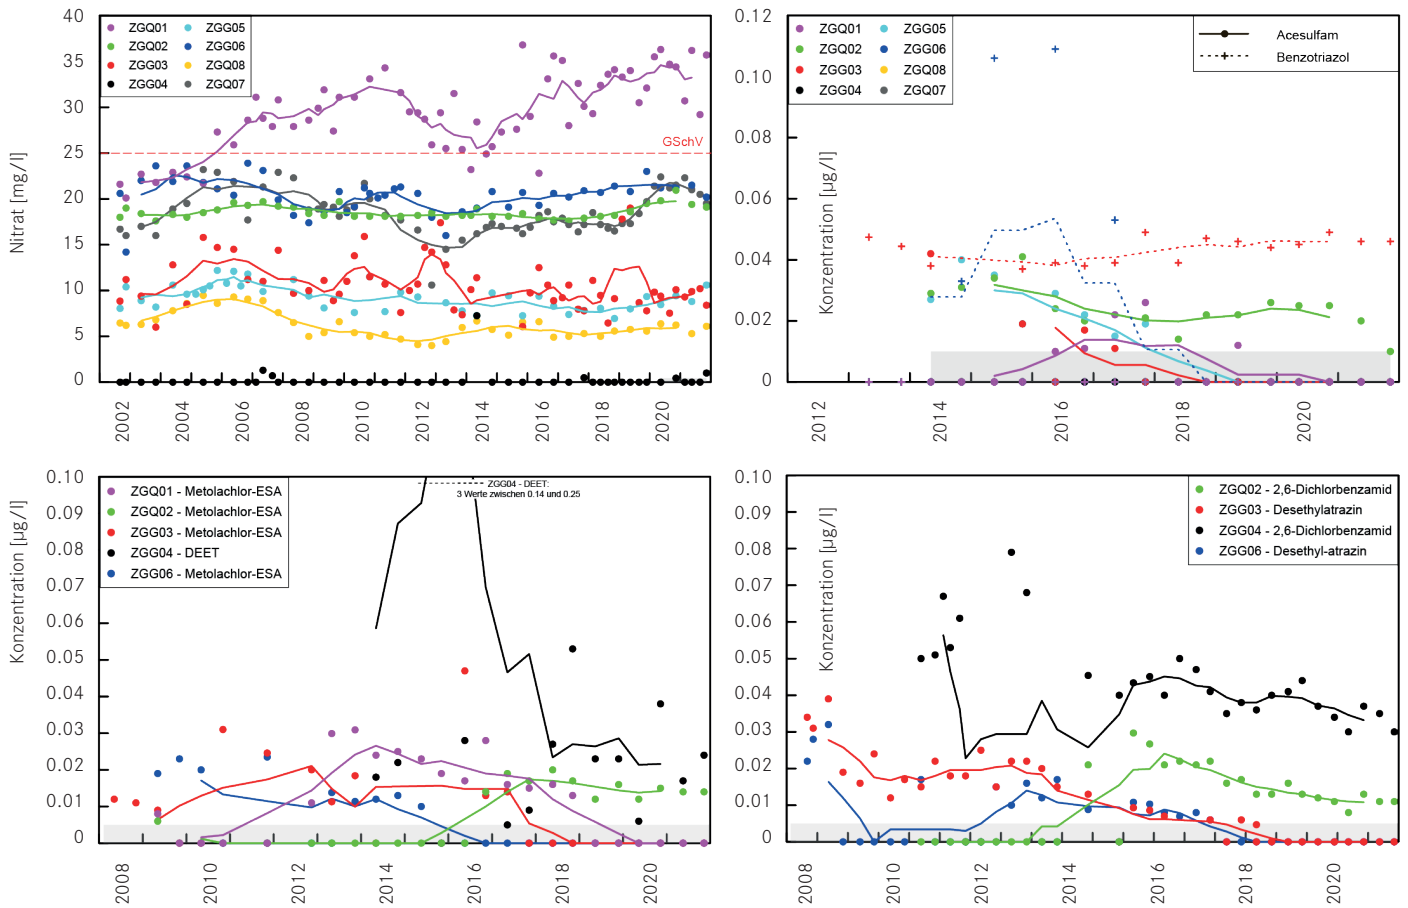 Nitrat [mg/l]
40
35
30
25
20
15
10
5
0
ZGQ01
ZGQ02
ZGG03
ZGG04
ZGG05
ZGG06
ZGQ08
ZGQ07
GSchV
2002
2004
2006
2008
2010
2012
2014
2016
2018
2020
Konzentration [µg/l]
0.12
0.10
0.08
0.06
0.04
0.02
0
ZGQ01
ZGQ02
ZGG03
ZGG04
ZGG05
ZGG06
ZGQ08
ZGQ07
Acesulfam
Benzotriazol
2012
2014
2016
2018
2020
Konzentration [µg/l]
0.10
0.09
0.08
0.07
0.06
0.05
0.04
0.03
0.02
0.01
0
ZGQ01 - Metolachlor-ESA
ZGQ02 - Metolachlor-ESA
ZGG03 - Metolachlor-ESA
ZGG04 - DEET
ZGG06 - Metolachlor-ESA
ZGG04 - DEET:
3 Werte zwischen 0.14 und 0.25
2008
2010
2012
2014
2016
2018
2020
Konzentration [µg/l]
0.10
0.09
0.08
0.07
0.06
0.05
0.04
0.03
0.02
0.01
0
ZGQ02 - 2,6-Dichlorbenzamid
ZGG03 - Desethylatrazin
ZGG04 - 2,6-Dichlorbenzamid
ZGG06 - Desethyl-atrazin
2008
2010
2012
2014
2016
2018
2020